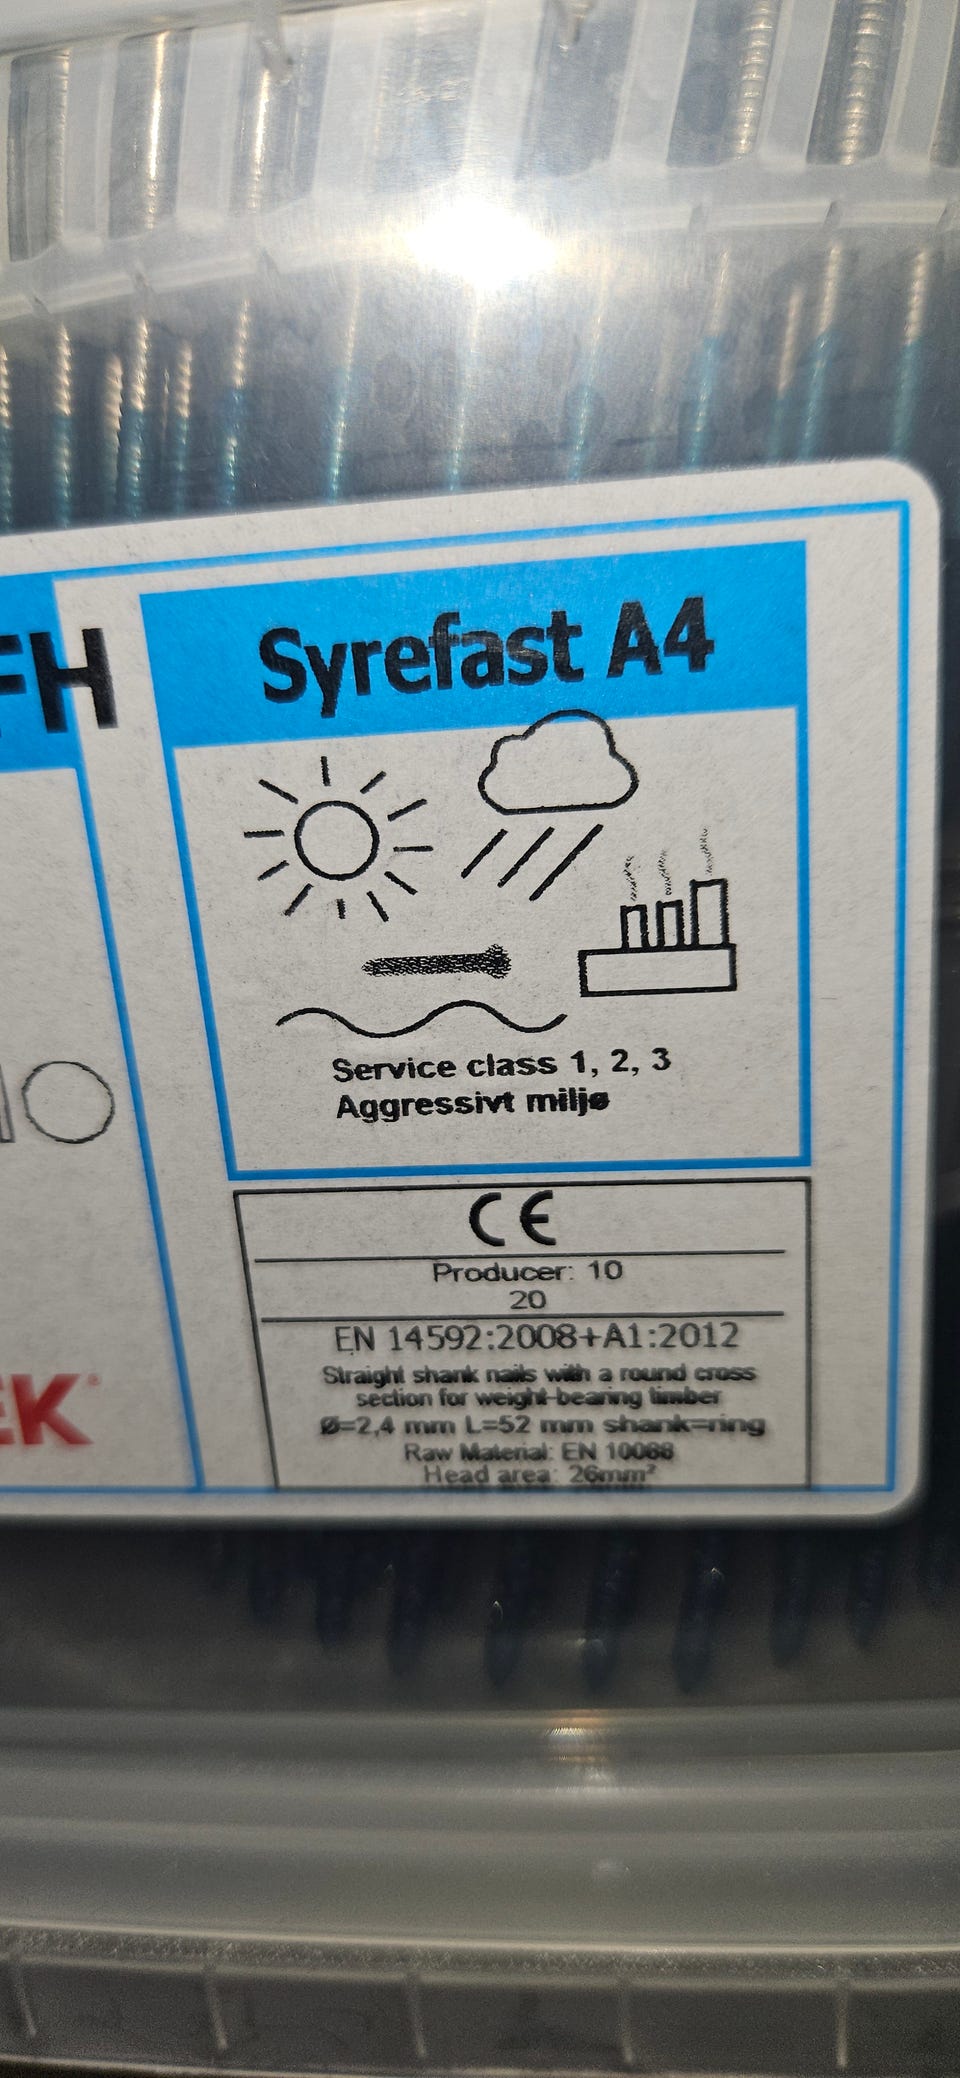 FH
Syrefast A4
Service class 1, 2, 3
Aggressivt miljø
CE
Producer: 10
20
EN 14592:2008+A1:2012
Straight shank nails with a round cross
section for weight-bearing timber
Ø=2,4 mm L=52 mm shank=ring
Raw Material: EN 10088
Head area: 26mm²
EK